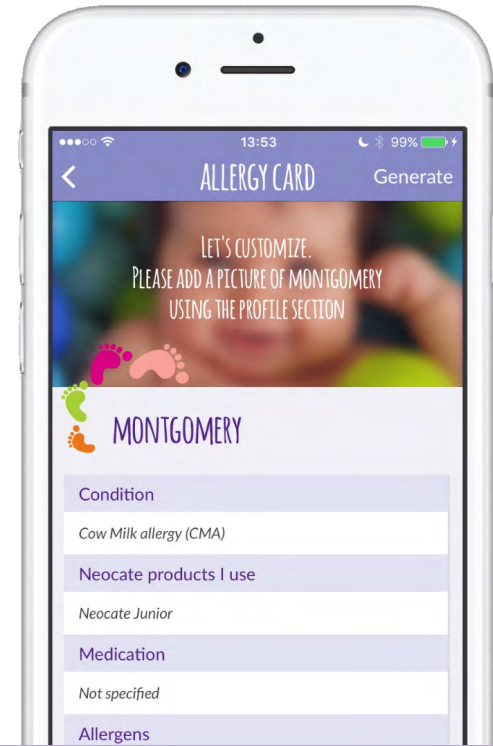 13:53
99%
ALLERGY CARD
Generate
LET'S CUSTOMIZE.
PLEASE ADD A PICTURE OF MONTGOMERY
USING THE PROFILE SECTION
MONTGOMERY
Condition
Cow Milk allergy (CMA)
Neocate products I use
Neocate Junior
Medication
Not specified
Allergens